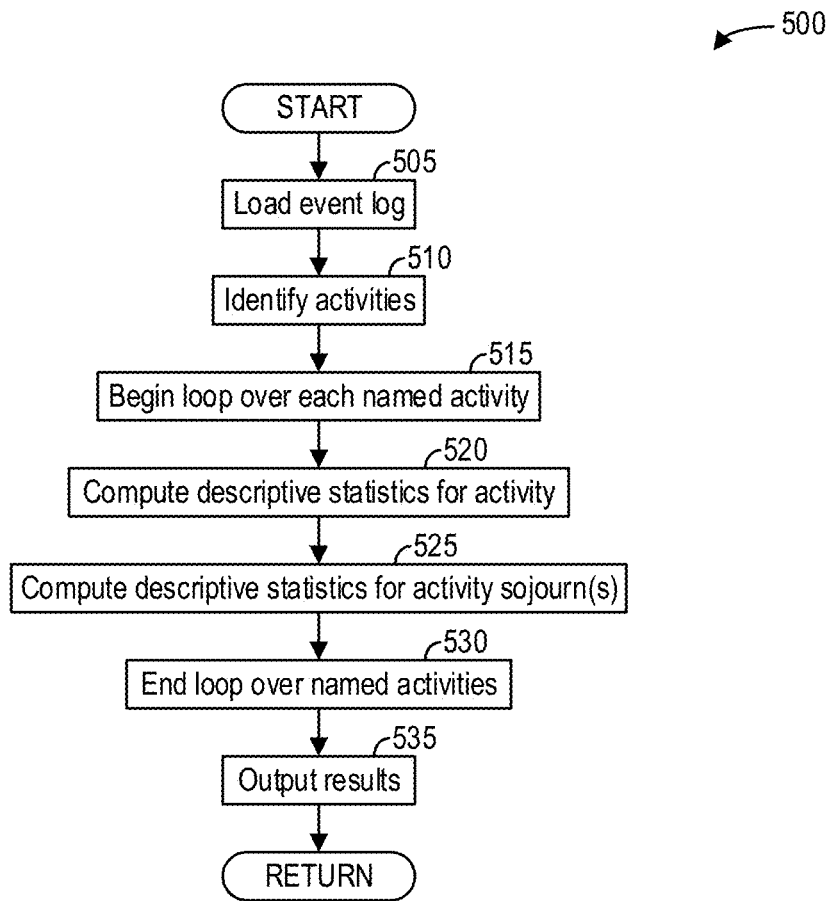 500
START
505
Load event log
510
Identify activities
515
Begin loop over each named activity
520
Compute descriptive statistics for activity
525
Compute descriptive statistics for activity sojourn(s)
530
End loop over named activities
535
Output results
RETURN